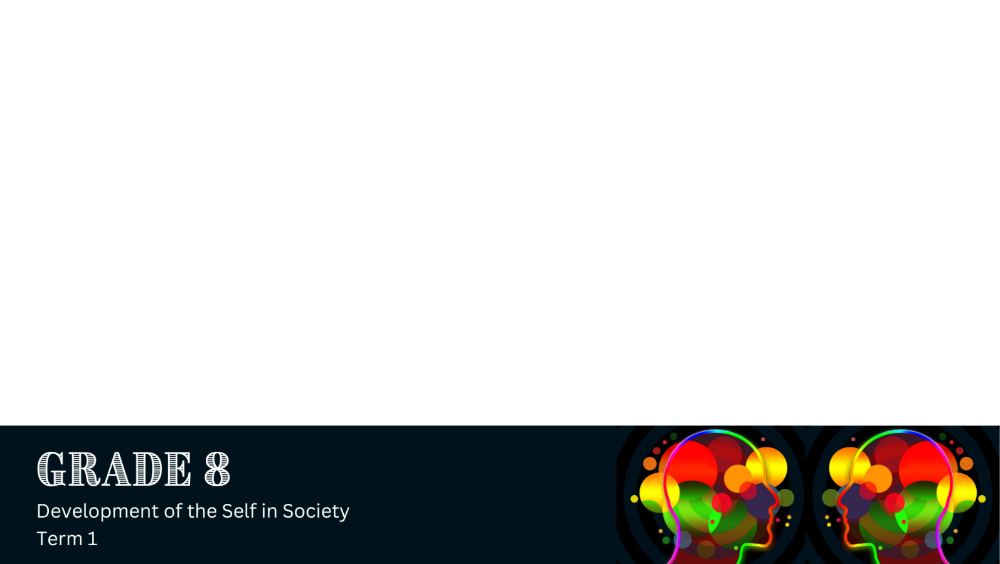 GRADE 8
Development of the Self in Society
Term 1